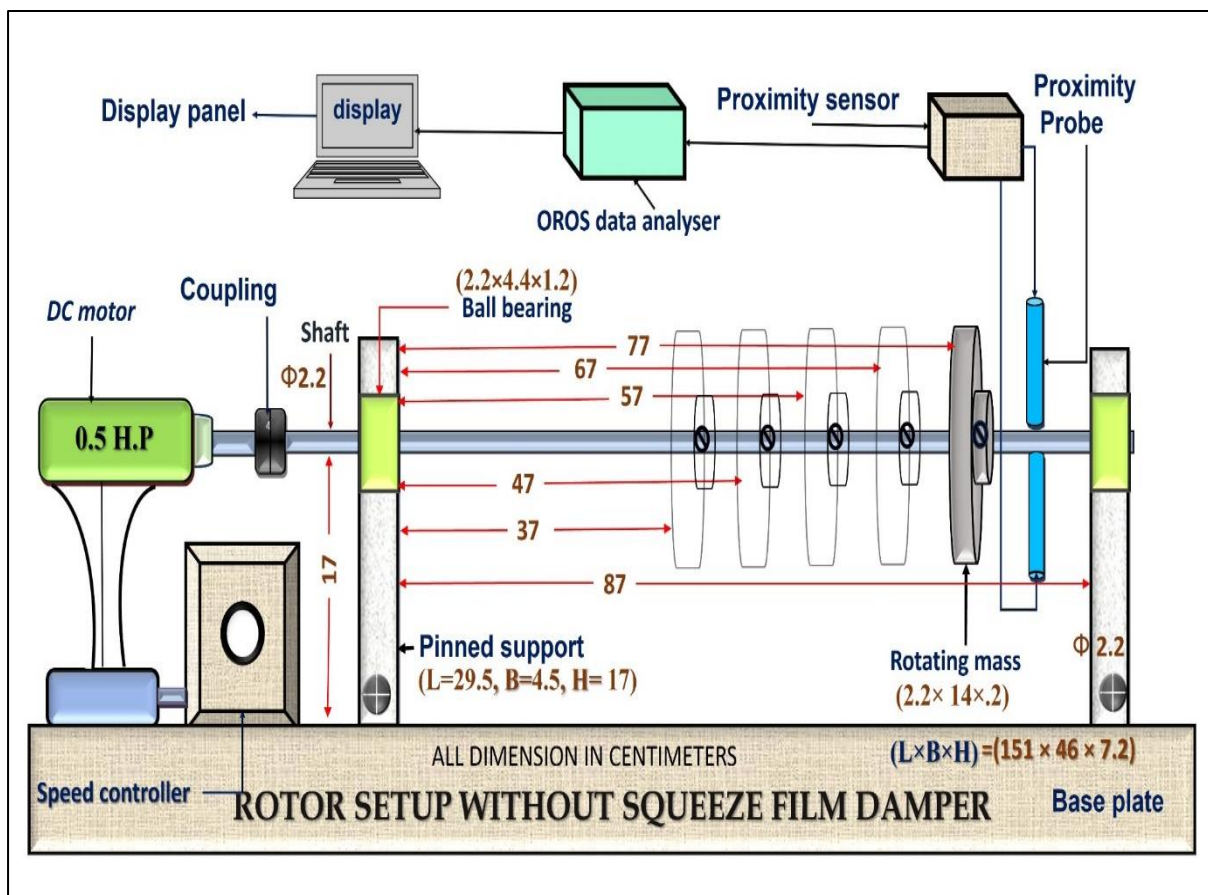 Display panel
display
Proximity sensor
Proximity
Probe
OROS data analyser
(2.2×4.4×1.2)
Ball bearing
Coupling
DC motor
Shaft
Φ2.2
0.5 H.P
77
67
57
47
37
87
17
Pinned support
(L=29.5, B=4.5, H= 17)
Rotating mass
(2.2× 14×.2)
Φ 2.2
ALL DIMENSION IN CENTIMETERS
(L×B×H) =(151 × 46 × 7.2)
Speed controller
ROTOR SETUP WITHOUT SQUEEZE FILM DAMPER
Base plate